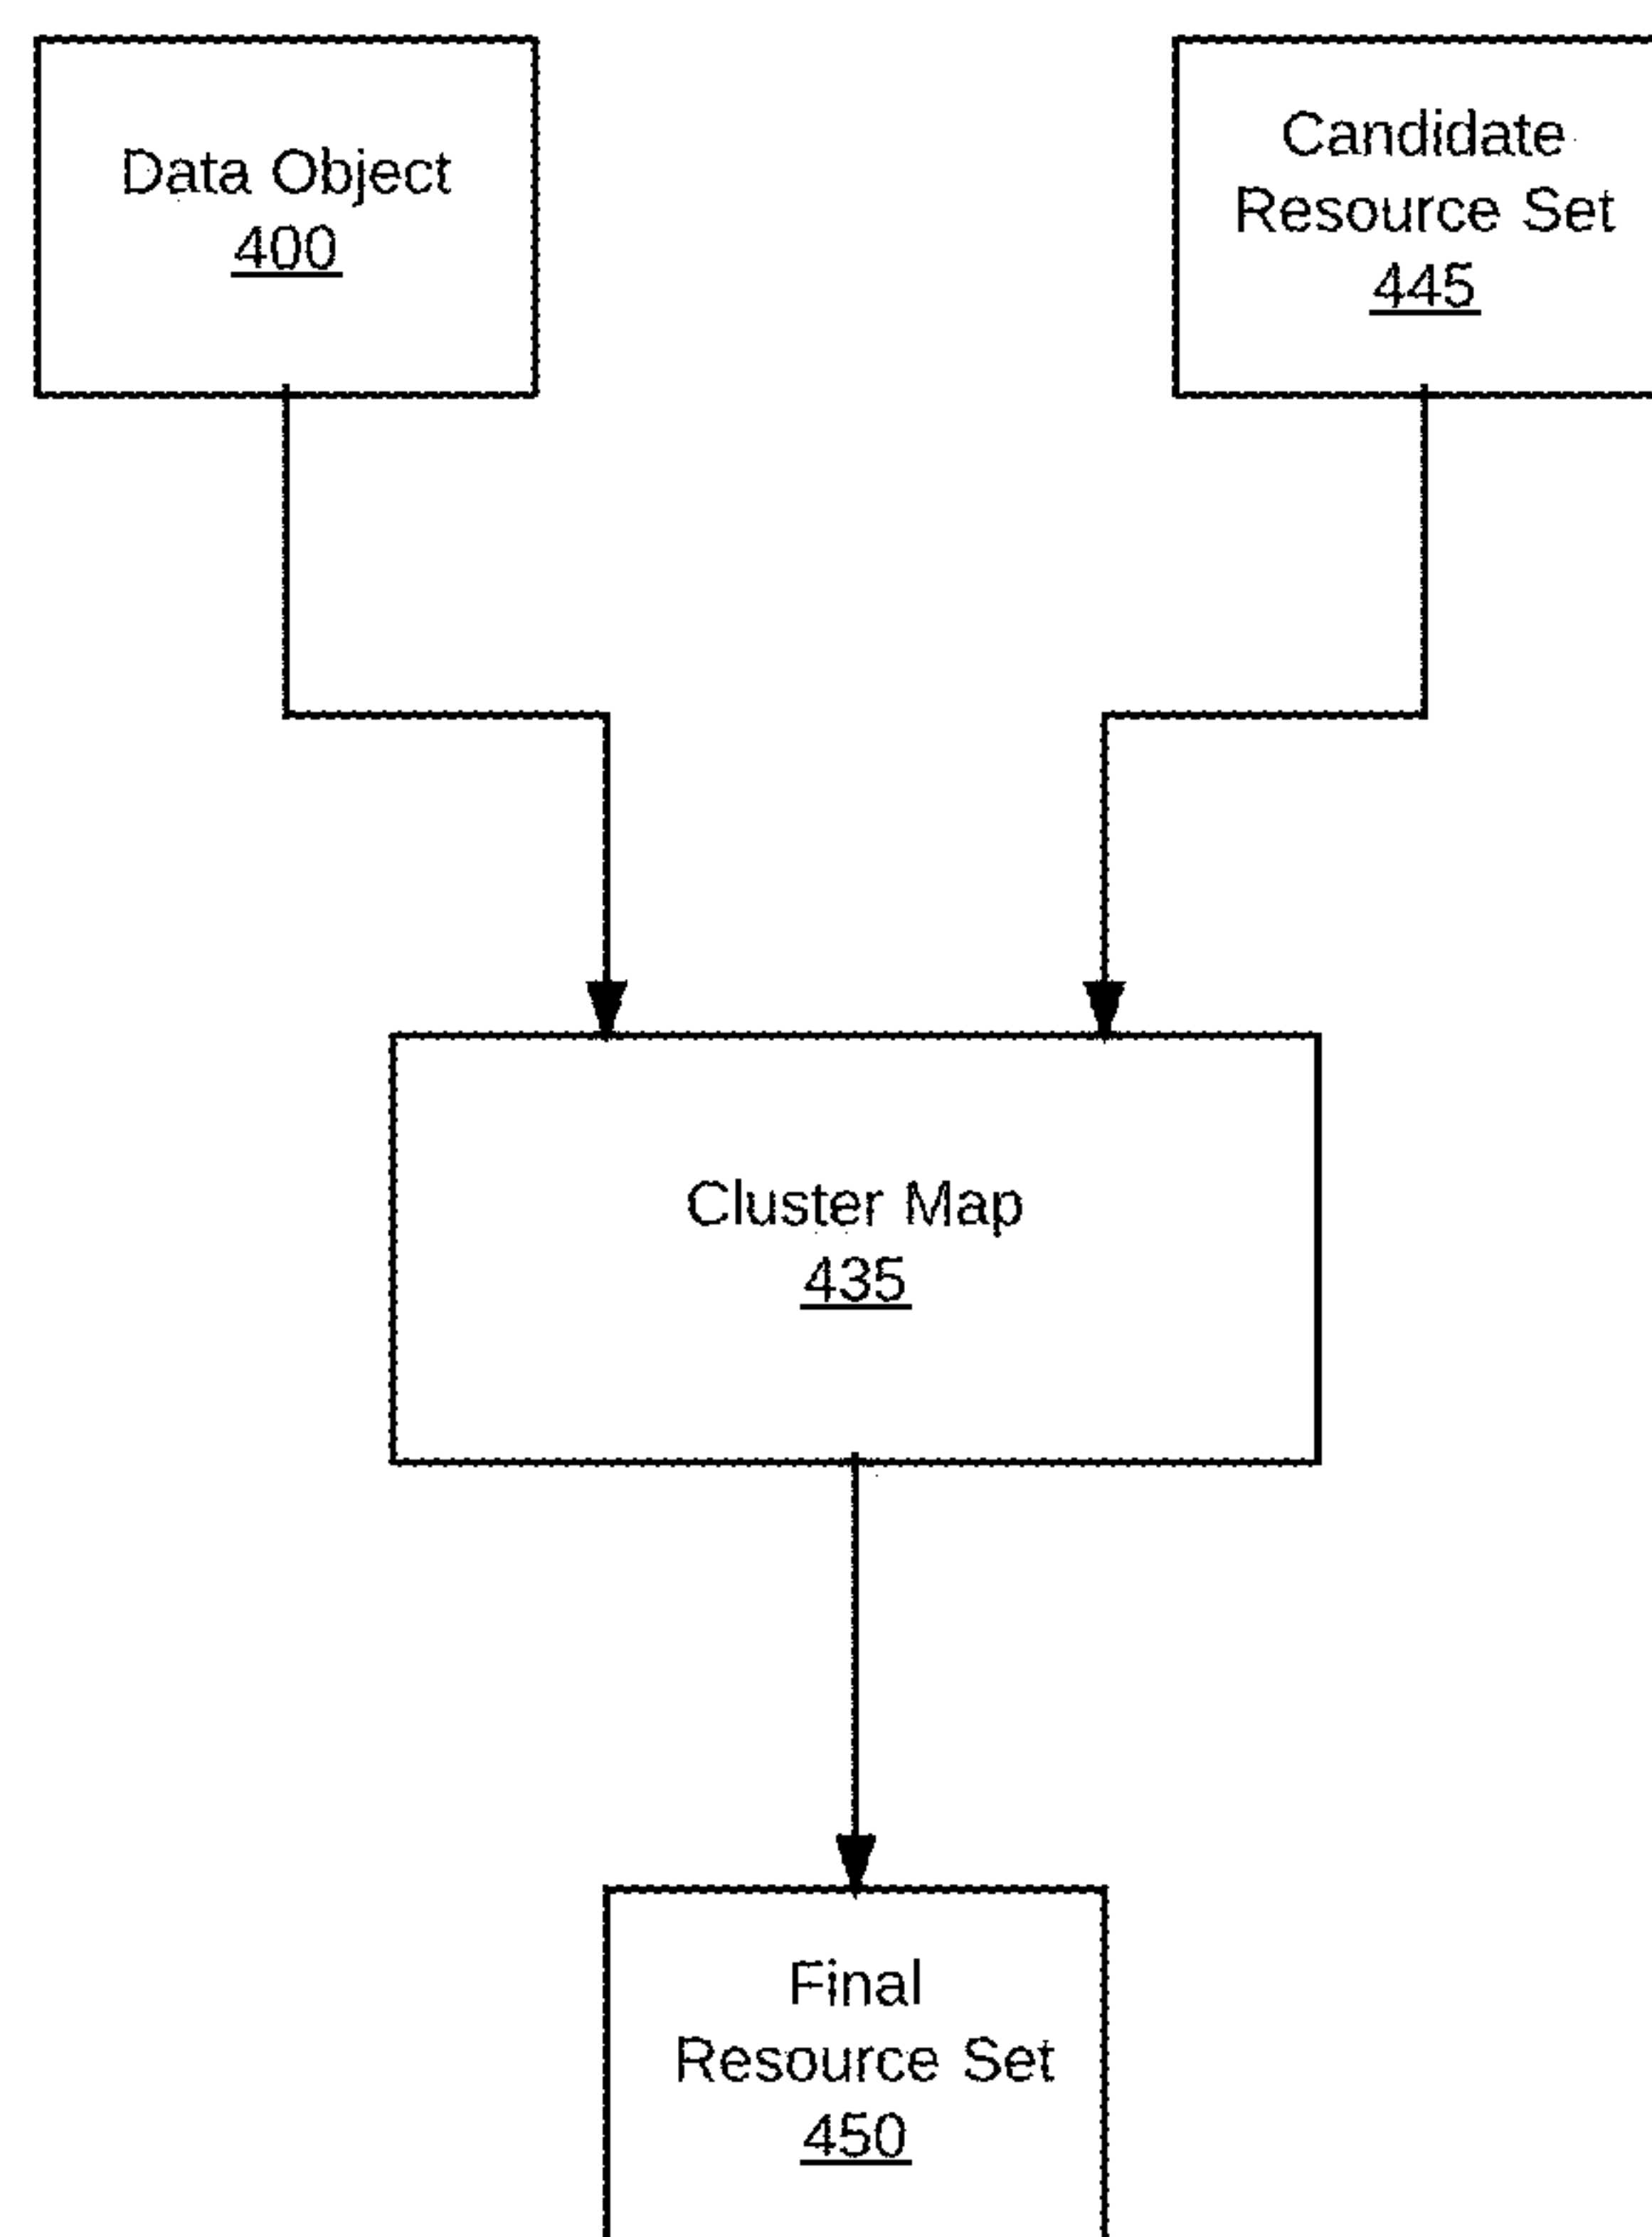 Data Object
400
Candidate
Resource Set
445
Cluster Map
435
Final
Resource Set
450